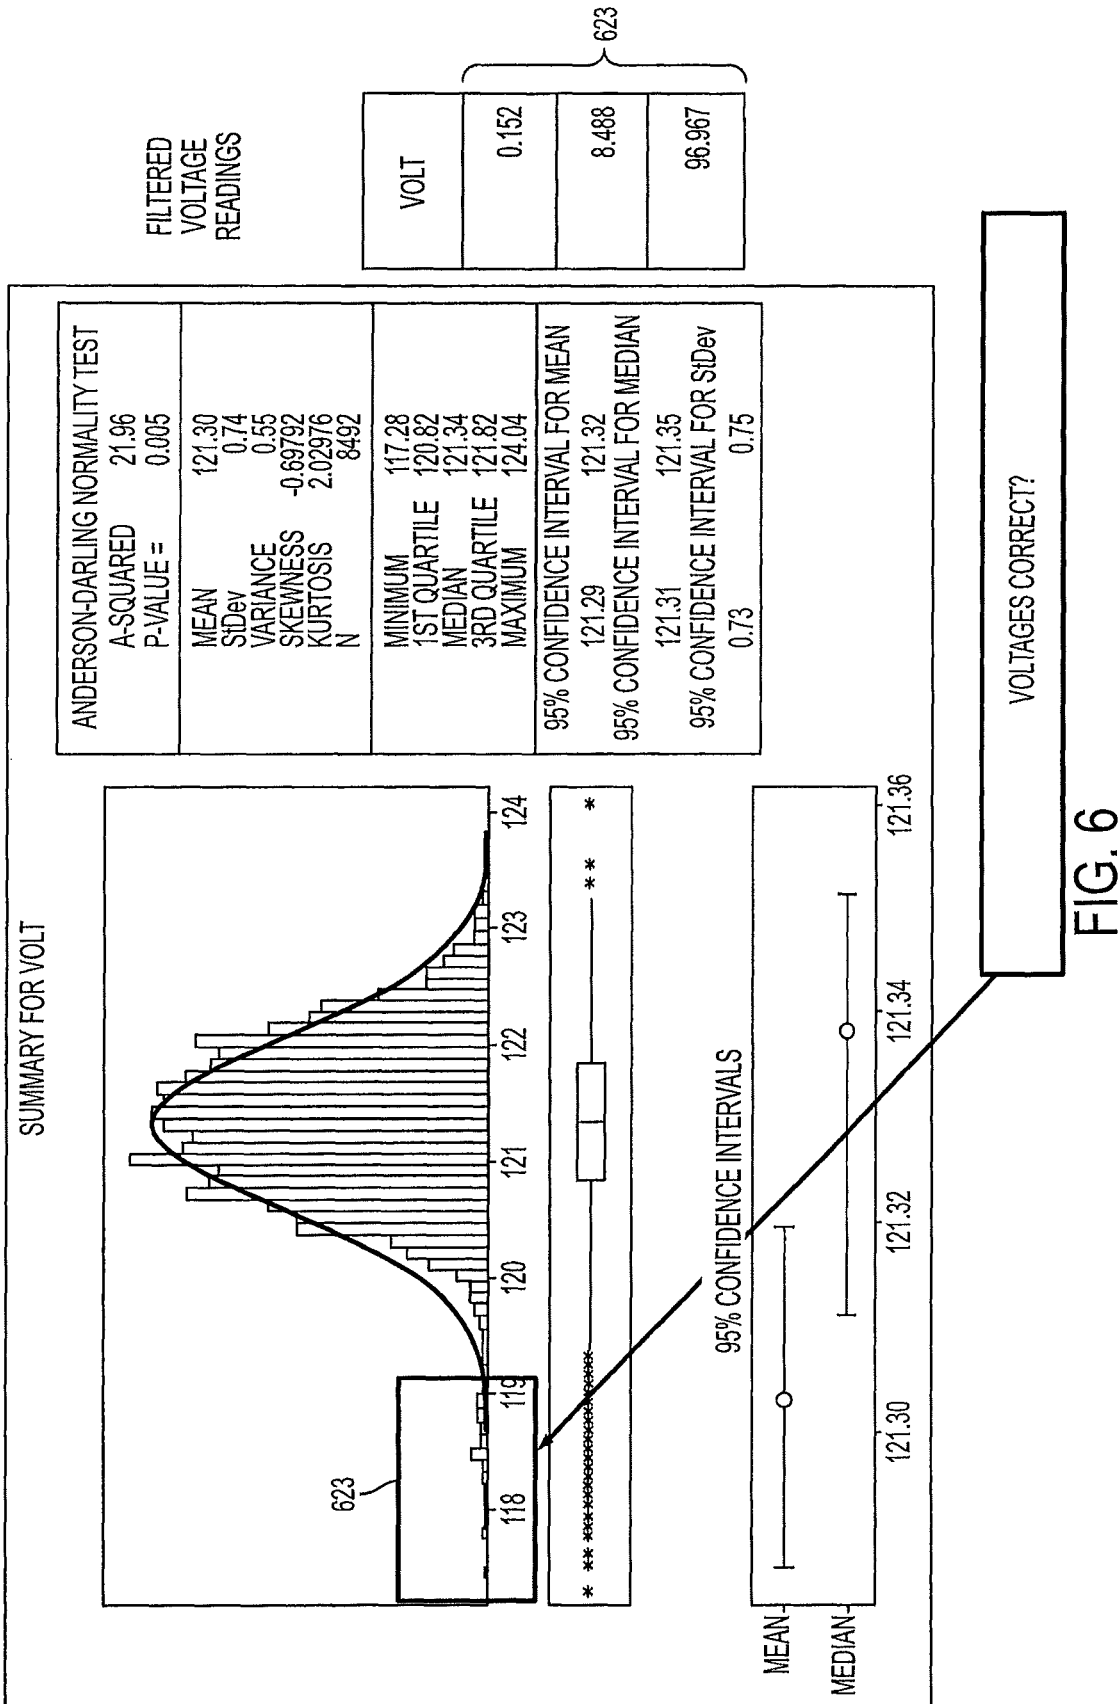 SUMMARY FOR VOLT
623
118
119
120
121
122
123
124
95% CONFIDENCE INTERVALS
MEAN
MEDIAN
121.30
121.32
121.34
121.36
ANDERSON-DARLING NORMALITY TEST
A-SQUARED 21.96
P-VALUE = 0.005
MEAN 121.30
StDev 0.74
VARIANCE 0.55
SKEWNESS -0.69792
KURTOSIS 2.02976
N 8492
MINIMUM 117.28
1ST QUARTILE 120.82
MEDIAN 121.34
3RD QUARTILE 121.82
MAXIMUM 124.04
95% CONFIDENCE INTERVAL FOR MEAN
121.29 121.32
95% CONFIDENCE INTERVAL FOR MEDIAN
121.31 121.35
95% CONFIDENCE INTERVAL FOR StDev
0.73 0.75
FILTERED
VOLTAGE
READINGS
VOLT
0.152
8.488
96.967
623
VOLTAGES CORRECT?
FIG. 6